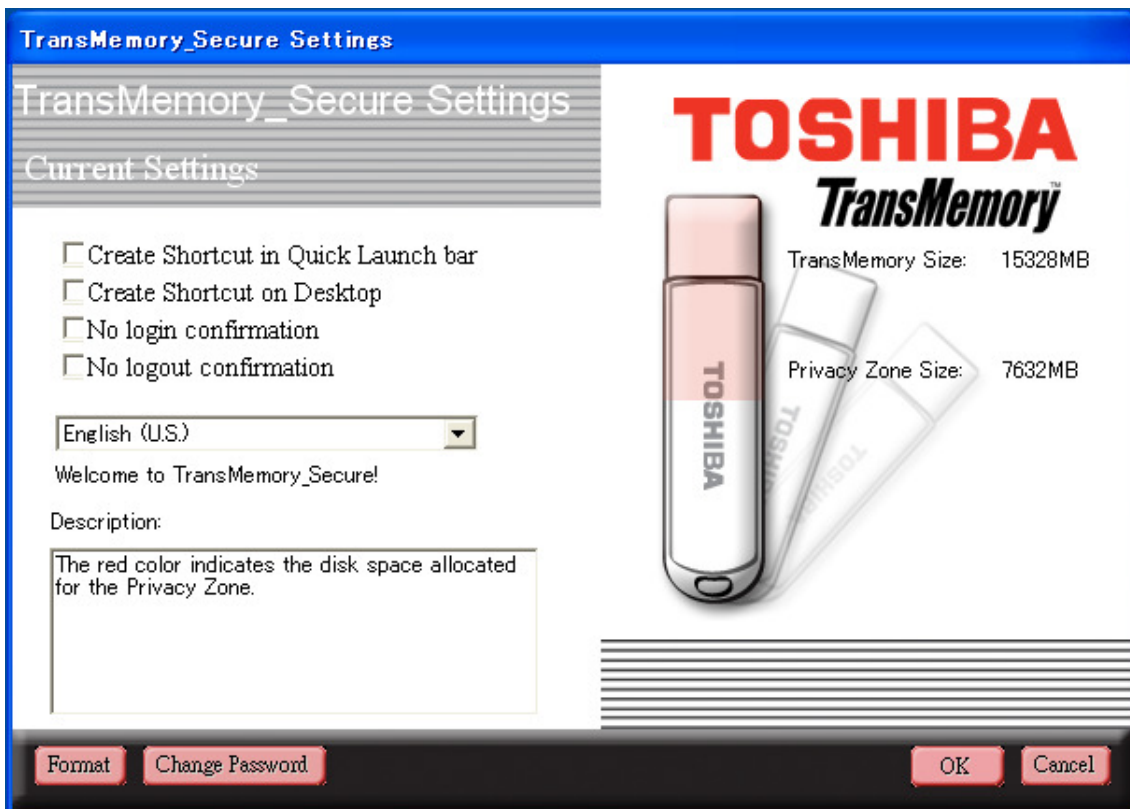 TransMemory_Secure Settings
TransMemory_Secure Settings
Current Settings
Create Shortcut in Quick Launch bar
Create Shortcut on Desktop
No login confirmation
No logout confirmation
English (U.S.)
Welcome to TransMemory_Secure!
Description:
The red color indicates the disk space allocated
for the Privacy Zone.
TOSHIBA
TransMemory™
TransMemory Size: 15328MB
Privacy Zone Size: 7632MB
TOSHIBA
TOSHIBA
TOSHIBA
Format
Change Password
OK
Cancel